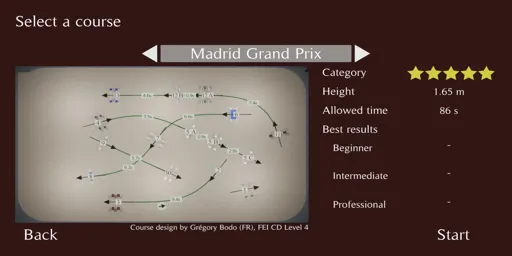 Select a course
Madrid Grand Prix
Category
Height 1.65 m
Allowed time 86 s
Best results
Beginner -
Intermediate -
Professional -
Course design by Grégory Bodo (FR), FEI CD Level 4
Back
Start